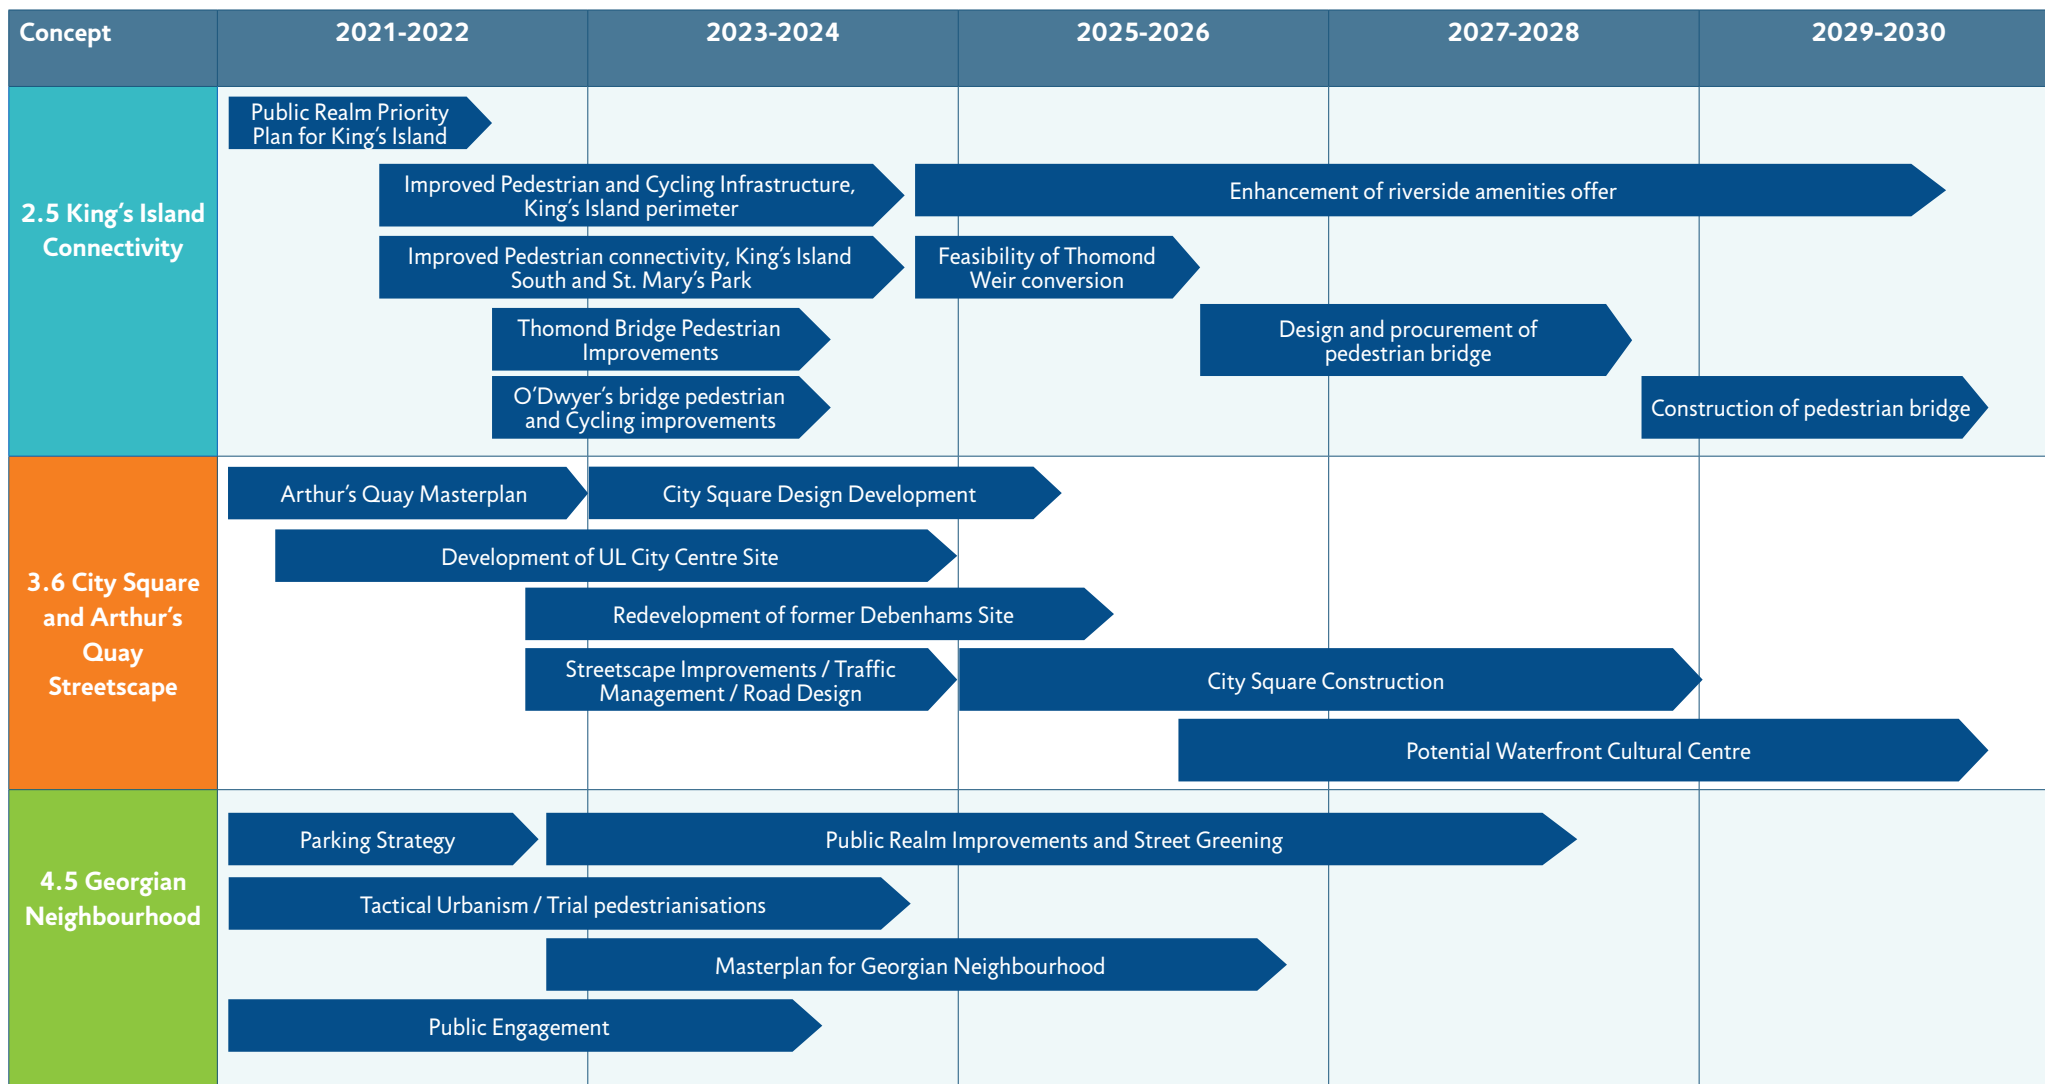 Concept
2021-2022
2023-2024
2025-2026
2027-2028
2029-2030
2.5 King’s Island
Connectivity
Public Realm Priority
Plan for King’s Island
Improved Pedestrian and Cycling Infrastructure,
King’s Island perimeter
Enhancement of riverside amenities offer
Improved Pedestrian connectivity, King’s Island
South and St. Mary’s Park
Feasibility of Thomond
Weir conversion
Thomond Bridge Pedestrian
Improvements
Design and procurement of
pedestrian bridge
O’Dwyer’s bridge pedestrian
and Cycling improvements
Construction of pedestrian bridge
3.6 City Square
and Arthur’s
Quay
Streetscape
Arthur’s Quay Masterplan
City Square Design Development
Development of UL City Centre Site
Redevelopment of former Debenhams Site
Streetscape Improvements / Traffic
Management / Road Design
City Square Construction
Potential Waterfront Cultural Centre
4.5 Georgian
Neighbourhood
Parking Strategy
Public Realm Improvements and Street Greening
Tactical Urbanism / Trial pedestrianisations
Masterplan for Georgian Neighbourhood
Public Engagement